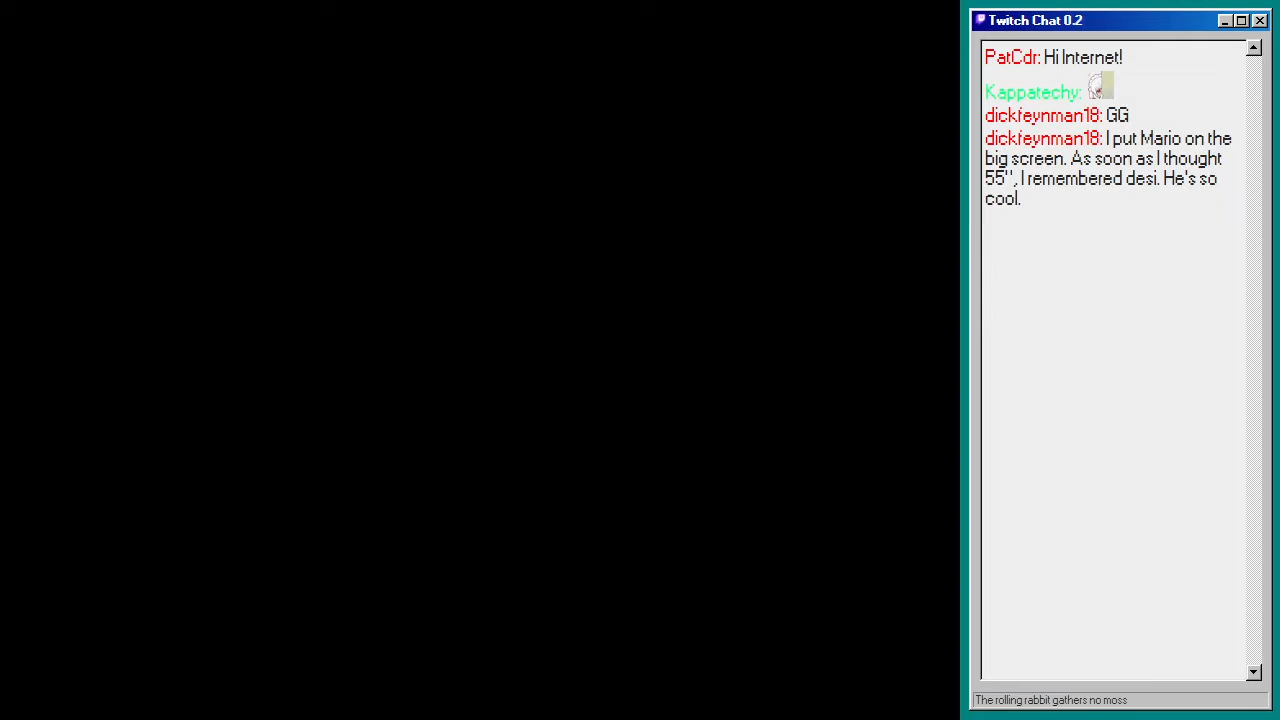 Twitch Chat 0.2
PatCdr: Hi Internet!
Kappatechy:
dickfeynman18: GG
dickfeynman18: I put Mario on the
big screen. As soon as I thought
55'', I remembered desi. He's so
cool.
The rolling rabbit gathers no moss